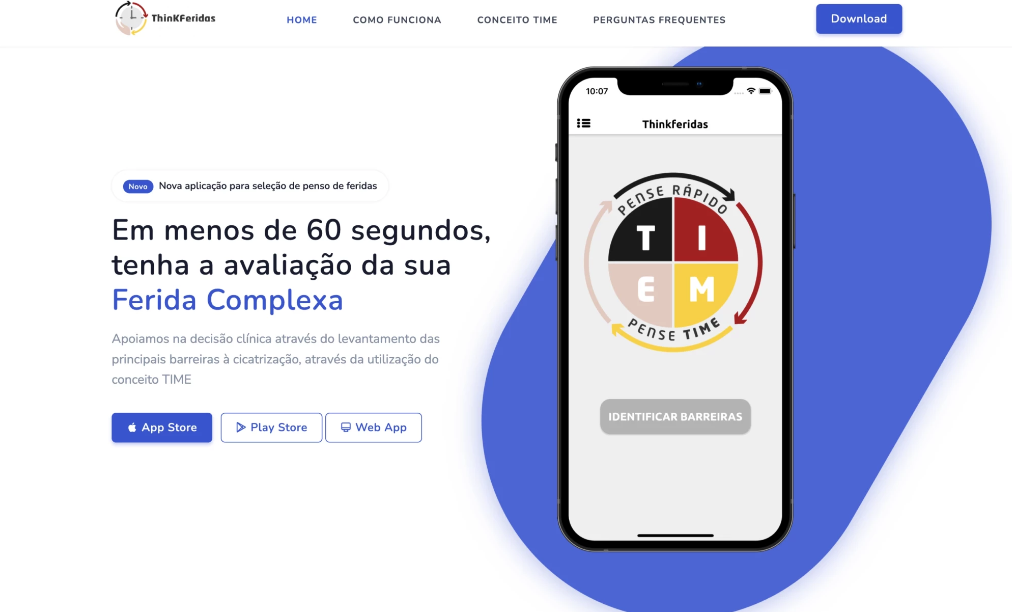 ThinKFeridas
HOME
COMO FUNCIONA
CONCEITO TIME
PERGUNTAS FREQUENTES
Download
Novo Nova aplicação para seleção de penso de feridas
Em menos de 60 segundos,
tenha a avaliação da sua
Ferida Complexa
Apoiamos na decisão clínica através do levantamento das
principais barreiras à cicatrização, através da utilização do
conceito TIME
App Store
Play Store
Web App
10:07
Thinkferidas
PENSE RÁPIDO
T I
E M
PENSE TIME
IDENTIFICAR BARREIRAS